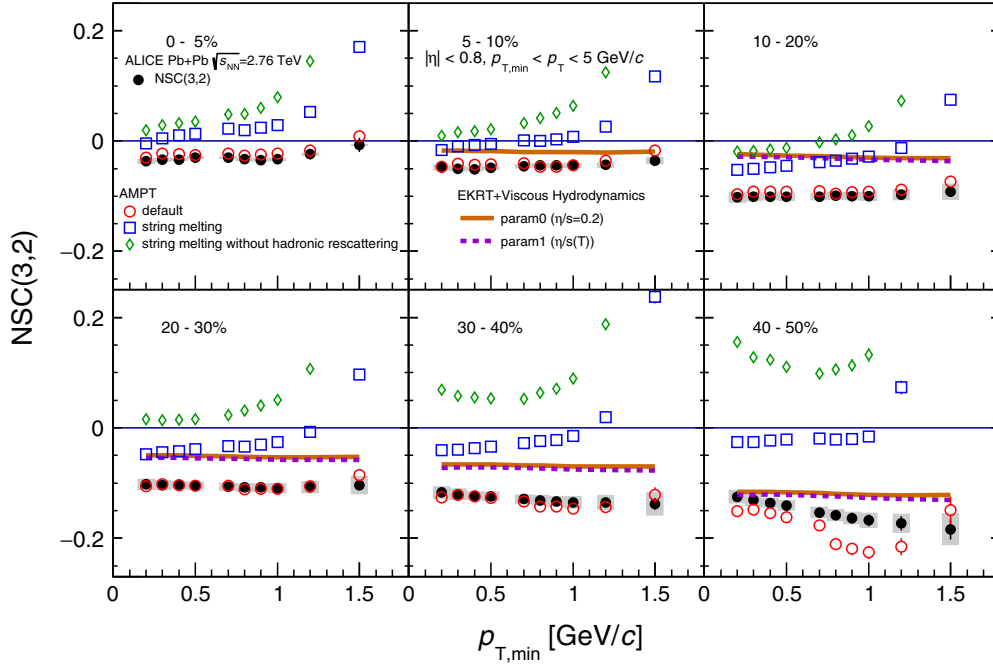 NSC(3,2)
0.2
0
−0.2
0 - 5%
ALICE Pb+Pb √sNN=2.76 TeV
NSC(3,2)
AMPT
default
string melting
string melting without hadronic rescattering
5 - 10%
|η| < 0.8, pT,min < pT < 5 GeV/c
EKRT+Viscous Hydrodynamics
param0 (η/s=0.2)
param1 (η/s(T))
10 - 20%
0.2
0
−0.2
20 - 30%
30 - 40%
40 - 50%
0 0.5 1 1.5 0 0.5 1 1.5 0 0.5 1 1.5
pT,min [GeV/c]